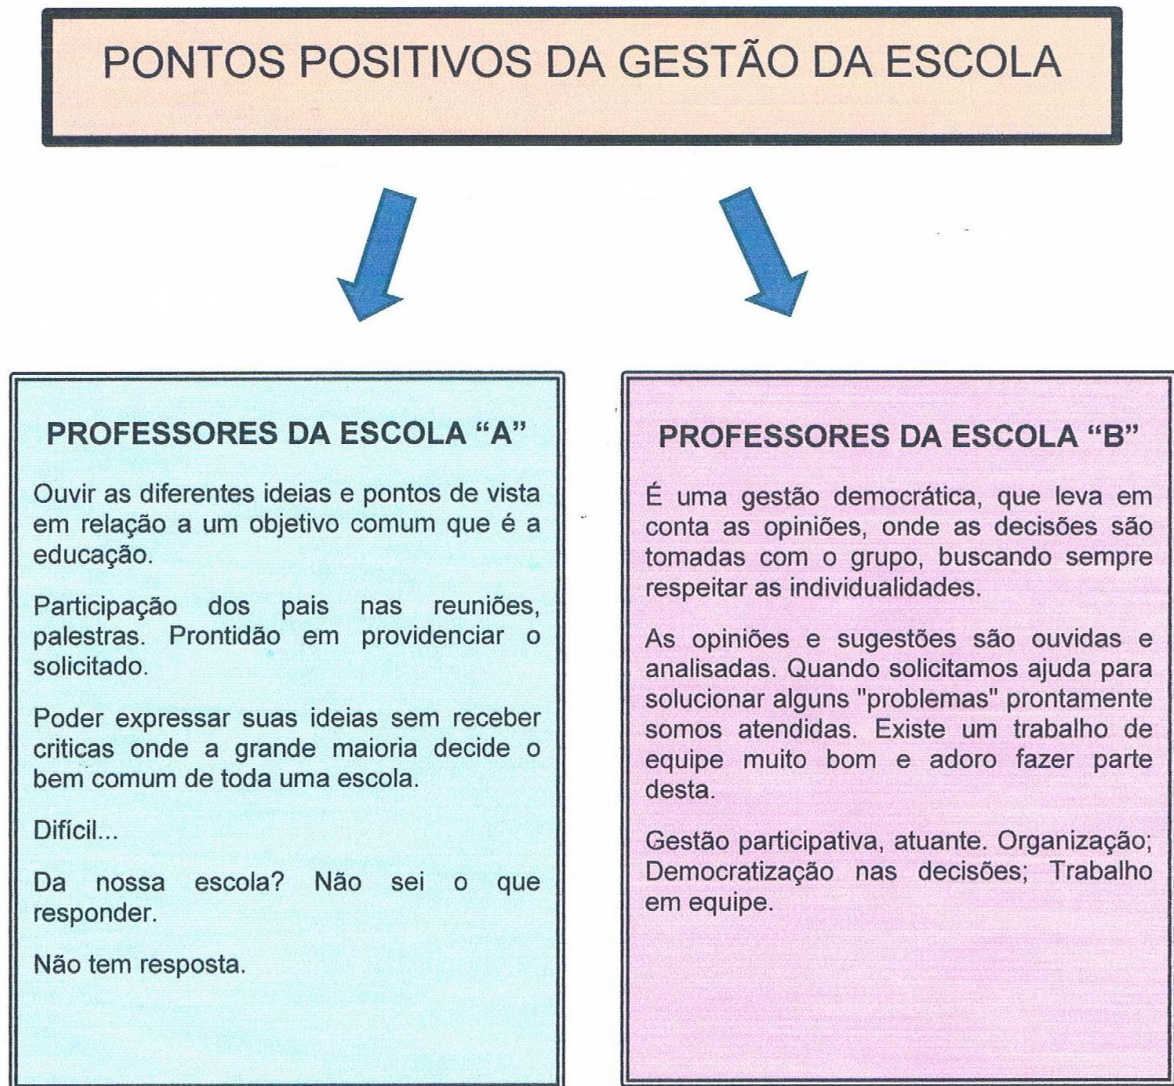 PONTOS POSITIVOS DA GESTÃO DA ESCOLA
PROFESSORES DA ESCOLA “A”
Ouvir as diferentes ideias e pontos de vista
em relação a um objetivo comum que é a
educação.
Participação dos pais nas reuniões,
palestras. Prontidão em providenciar o
solicitado.
Poder expressar suas ideias sem receber
criticas onde a grande maioria decide o
bem comum de toda uma escola.
Difícil...
Da nossa escola? Não sei o que
responder.
Não tem resposta.
PROFESSORES DA ESCOLA “B”
É uma gestão democrática, que leva em
conta as opiniões, onde as decisões são
tomadas com o grupo, buscando sempre
respeitar as individualidades.
As opiniões e sugestões são ouvidas e
analisadas. Quando solicitamos ajuda para
solucionar alguns "problemas" prontamente
somos atendidas. Existe um trabalho de
equipe muito bom e adoro fazer parte
desta.
Gestão participativa, atuante. Organização;
Democratização nas decisões; Trabalho
em equipe.